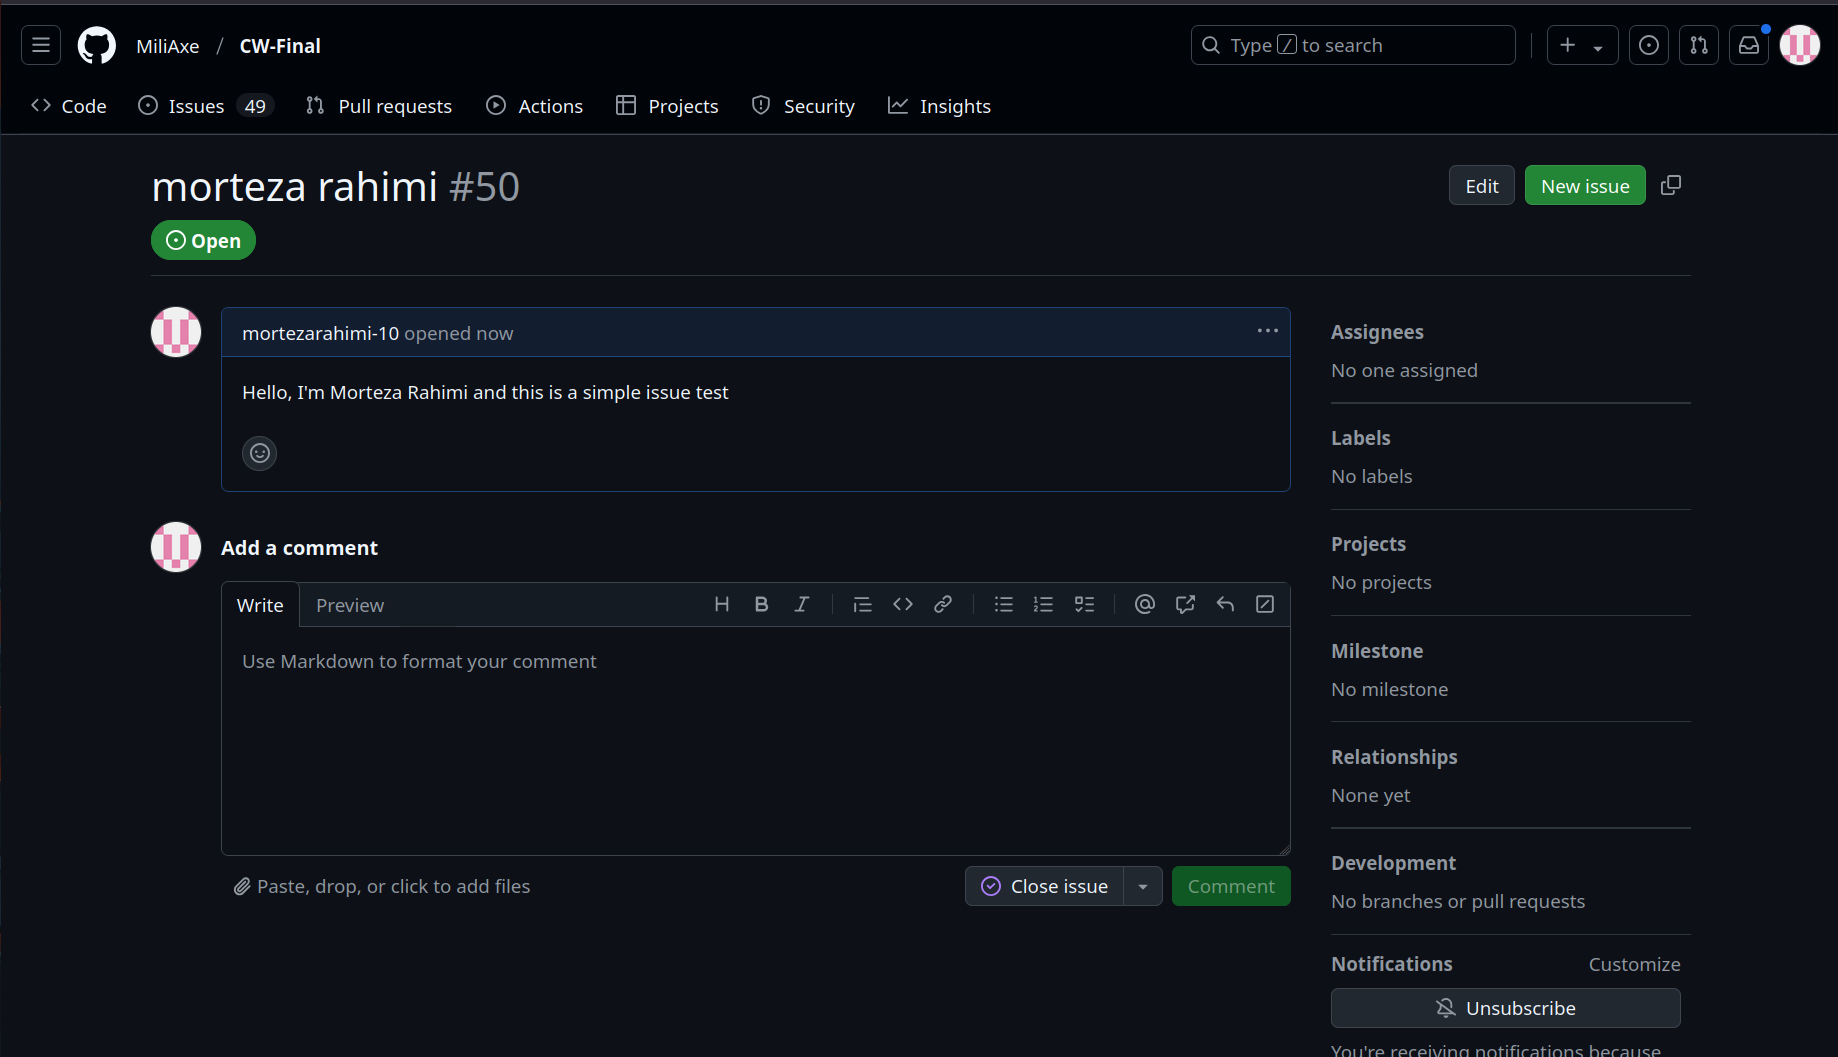 MiliAxe / CW-Final
Type / to search
Code
Issues 49
Pull requests
Actions
Projects
Security
Insights
morteza rahimi #50
Edit
New issue
Open
mortezarahimi-10 opened now
Hello, I'm Morteza Rahimi and this is a simple issue test
Add a comment
Write
Preview
Use Markdown to format your comment
Paste, drop, or click to add files
Close issue
Comment
Assignees
No one assigned
Labels
No labels
Projects
No projects
Milestone
No milestone
Relationships
None yet
Development
No branches or pull requests
Notifications
Customize
Unsubscribe
You're receiving notifications because